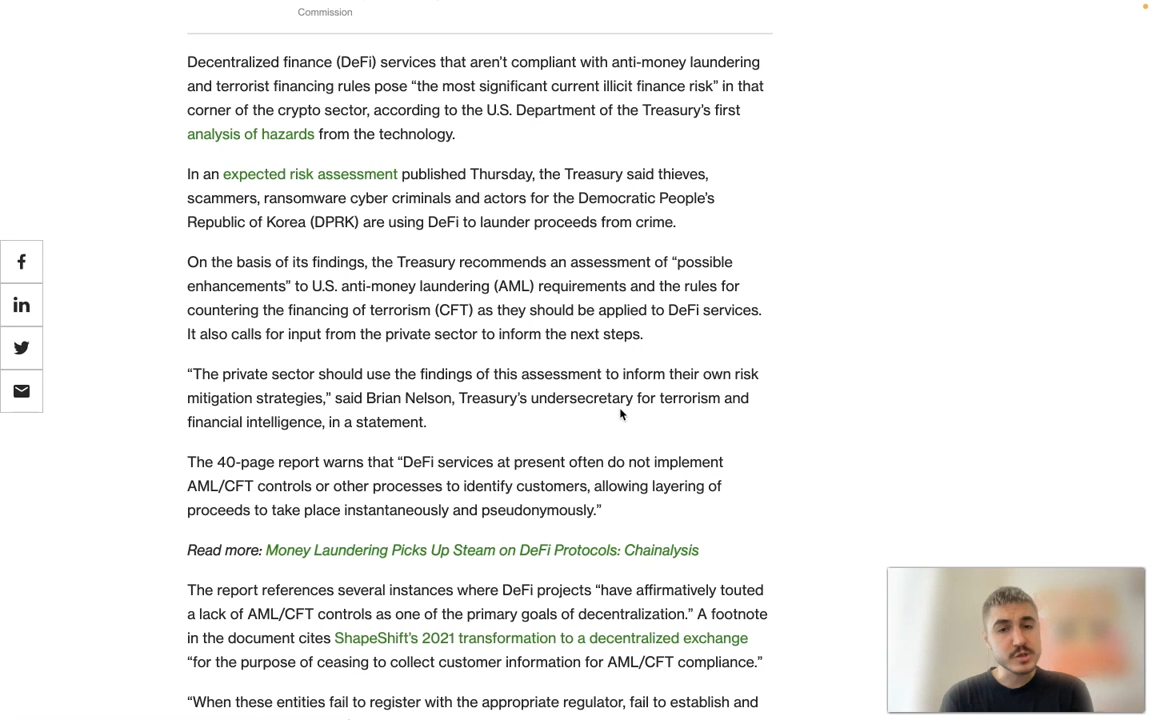 Commission
Decentralized finance (DeFi) services that aren’t compliant with anti-money laundering
and terrorist financing rules pose “the most significant current illicit finance risk” in that
corner of the crypto sector, according to the U.S. Department of the Treasury’s first
analysis of hazards from the technology.
In an expected risk assessment published Thursday, the Treasury said thieves,
scammers, ransomware cyber criminals and actors for the Democratic People’s
Republic of Korea (DPRK) are using DeFi to launder proceeds from crime.
On the basis of its findings, the Treasury recommends an assessment of “possible
enhancements” to U.S. anti-money laundering (AML) requirements and the rules for
countering the financing of terrorism (CFT) as they should be applied to DeFi services.
It also calls for input from the private sector to inform the next steps.
“The private sector should use the findings of this assessment to inform their own risk
mitigation strategies,” said Brian Nelson, Treasury’s undersecretary for terrorism and
financial intelligence, in a statement.
The 40-page report warns that “DeFi services at present often do not implement
AML/CFT controls or other processes to identify customers, allowing layering of
proceeds to take place instantaneously and pseudonymously.”
Read more: Money Laundering Picks Up Steam on DeFi Protocols: Chainalysis
The report references several instances where DeFi projects “have affirmatively touted
a lack of AML/CFT controls as one of the primary goals of decentralization.” A footnote
in the document cites ShapeShift’s 2021 transformation to a decentralized exchange
“for the purpose of ceasing to collect customer information for AML/CFT compliance.”
“When these entities fail to register with the appropriate regulator, fail to establish and